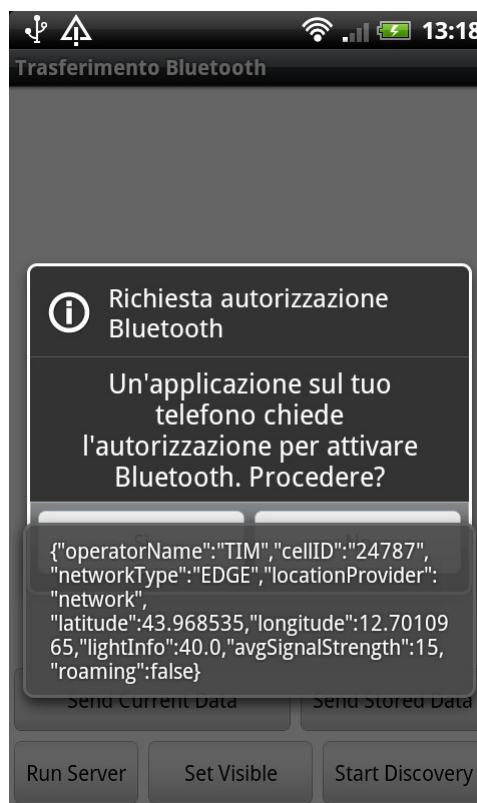 13:18
Trasferimento Bluetooth
Richiesta autorizzazione
Bluetooth
Un'applicazione sul tuo
telefono chiede
l'autorizzazione per attivare
Bluetooth. Procedere?
{"operatorName":"TIM","cellID":"24787",
"networkType":"EDGE","locationProvider":
"network",
"latitude":43.968535,"longitude":12.70109
65,"lightInfo":40.0,"avgSignalStrength":15,
"roaming":false}
Send Current Data Send Stored Data
Run Server Set Visible Start Discovery